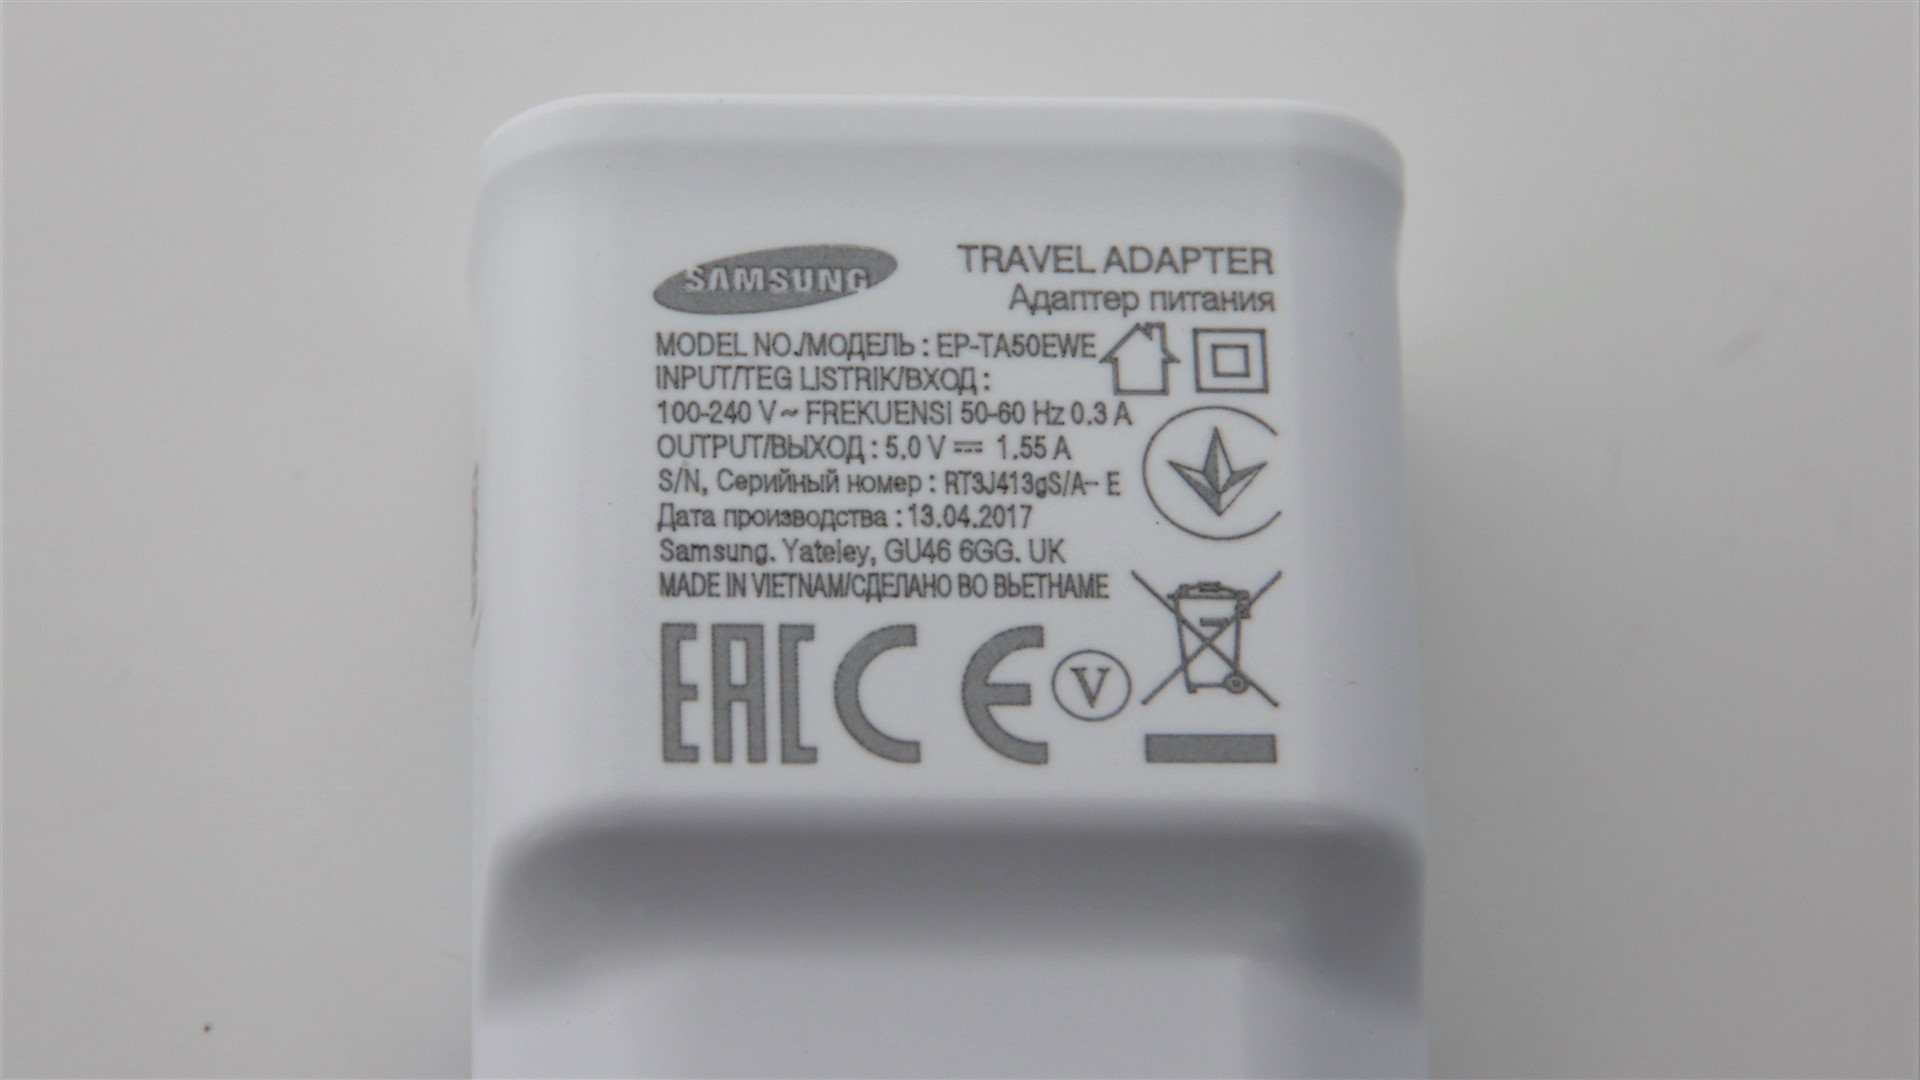 SAMSUNG
TRAVEL ADAPTER
Адаптер питания
MODEL NO./МОДЕЛЬ : EP-TA50EWE
INPUT/TEG LISTRIK/ВХОД :
100-240 V~ FREKUENSI 50-60 Hz 0.3 A
OUTPUT/ВЫХОД : 5.0 V ⎓ 1.55 A
S/N, Серийный номер : RT3J413gS/A-E
Дата производства : 13.04.2017
Samsung. Yateley, GU46 6GG. UK
MADE IN VIETNAM/СДЕЛАНО ВО ВЬЕТНАМЕ
EAC CE V